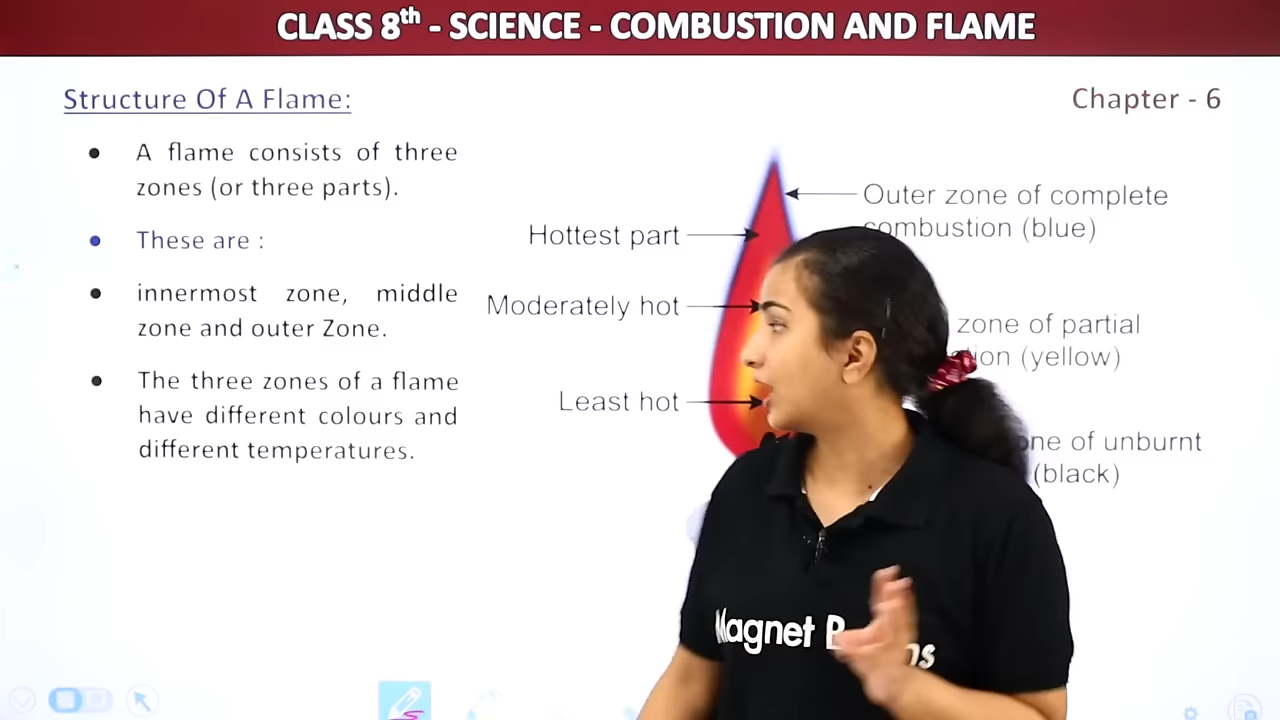 CLASS 8th - SCIENCE - COMBUSTION AND FLAME
Structure Of A Flame:
Chapter - 6
A flame consists of three
zones (or three parts).
These are :
innermost zone, middle
zone and outer Zone.
The three zones of a flame
have different colours and
different temperatures.
Hottest part
Moderately hot
Least hot
Outer zone of complete
combustion (blue)
zone of partial
(yellow)
of unburnt
(black)
Magnet